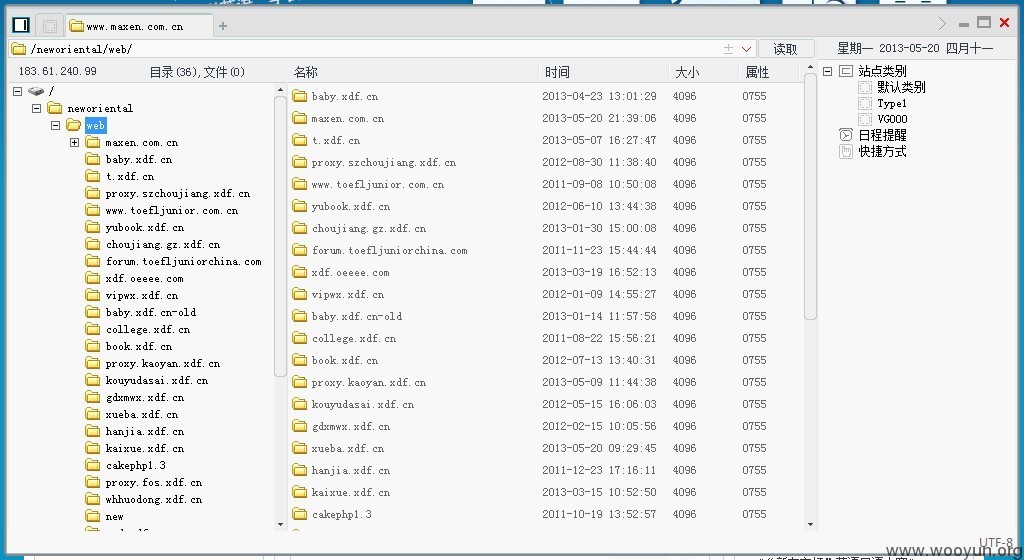 www.maxen.com.cn
/neworiental/web/
读取
星期一 2013-05-20 四月十一
183.61.240.99 目录(36),文件(0)
名称 时间 大小 属性
/
neworiental
web
maxen.com.cn
baby.xdf.cn
t.xdf.cn
proxy.szchoujiang.xdf.cn
www.toefljunior.com.cn
yubook.xdf.cn
choujiang.gz.xdf.cn
forum.toefljuniorchina.com
xdf.oeeee.com
vipwx.xdf.cn
baby.xdf.cn-old
college.xdf.cn
book.xdf.cn
proxy.kaoyan.xdf.cn
kouyudasai.xdf.cn
gdxmwx.xdf.cn
xueba.xdf.cn
hanjia.xdf.cn
kaixue.xdf.cn
cakephp1.3
proxy.fos.xdf.cn
whhuodong.xdf.cn
new
baby.xdf.cn 2013-04-23 13:01:29 4096 0755
maxen.com.cn 2013-05-20 21:39:06 4096 0755
t.xdf.cn 2013-05-07 16:27:47 4096 0755
proxy.szchoujiang.xdf.cn 2012-08-30 11:38:40 4096 0755
www.toefljunior.com.cn 2011-09-08 10:50:08 4096 0755
yubook.xdf.cn 2012-06-10 13:44:38 4096 0755
choujiang.gz.xdf.cn 2013-01-30 15:00:08 4096 0755
forum.toefljuniorchina.com 2011-11-23 15:44:44 4096 0755
xdf.oeeee.com 2013-03-19 16:52:13 4096 0755
vipwx.xdf.cn 2012-01-09 14:55:27 4096 0755
baby.xdf.cn-old 2013-01-14 11:57:58 4096 0755
college.xdf.cn 2011-08-22 15:56:21 4096 0755
book.xdf.cn 2012-07-13 13:40:31 4096 0755
proxy.kaoyan.xdf.cn 2013-05-09 11:44:38 4096 0755
kouyudasai.xdf.cn 2012-05-15 16:06:03 4096 0755
gdxmwx.xdf.cn 2012-02-15 10:05:56 4096 0755
xueba.xdf.cn 2013-05-20 09:29:45 4096 0755
hanjia.xdf.cn 2011-12-23 17:16:11 4096 0755
kaixue.xdf.cn 2013-03-15 10:52:50 4096 0755
cakephp1.3 2011-10-19 13:52:57 4096 0755
站点类别
默认类别
Type1
VG000
日程提醒
快捷方式
UTF-8
www.wooyun.org